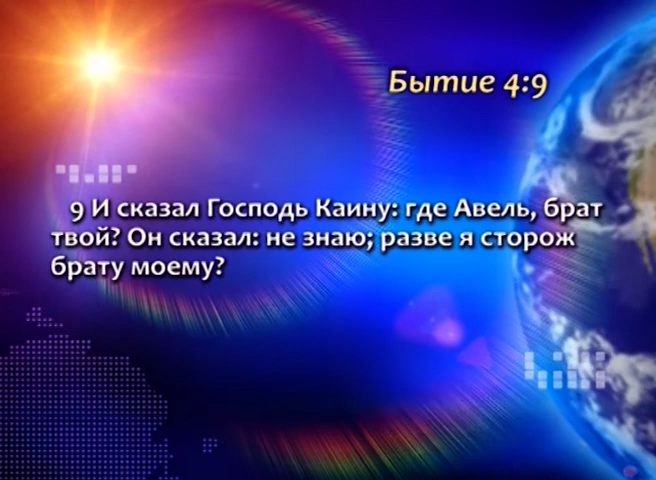 Бытие 4:9
9 И сказал Господь Каину: где Авель, брат
твой? Он сказал: не знаю; разве я сторож
брату моему?